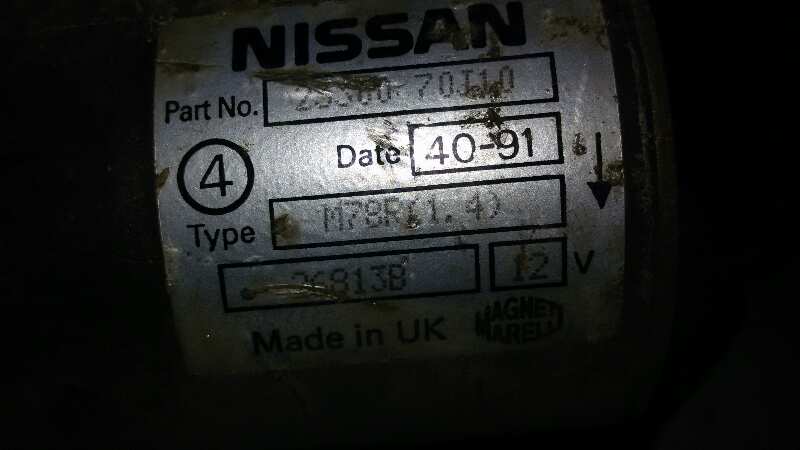 NISSAN
Part No. 23300-70J10
Date 40-91
4
Type M78R(1.4)
26813B 12 V
Made in UK MAGNETI MARELLI